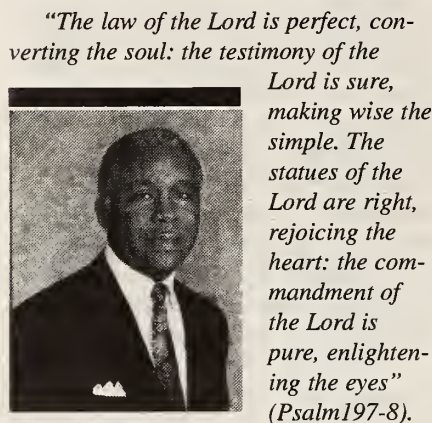 “The law of the Lord is perfect, con-
verting the soul: the testimony of the
Lord is sure,
making wise the
simple. The
statues of the
Lord are right,
rejoicing the
heart: the com-
mandment of
the Lord is
pure, enlighten-
ing the eyes”
(Psalm197-8).